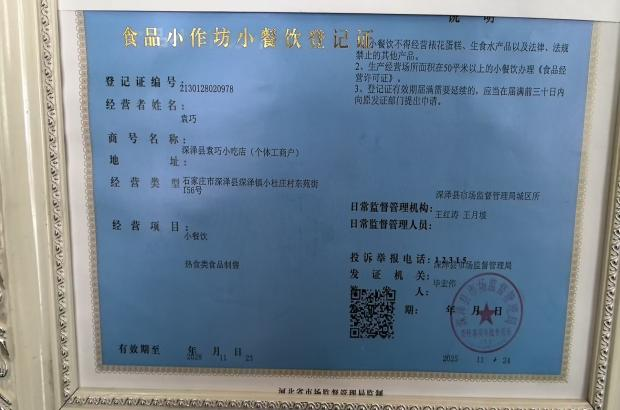 说 明
食品小作坊小餐饮登记证
小餐饮不得经营裱花蛋糕、生食水产品以及法律、法规
禁止的其他产品。
2、生产经营场所面积在50平米以上的小餐饮办理《食品经
营许可证》。
3、登记证有效期届满需要延续的,应当在届满前三十日内
向原发证部门提出申请。
登记证编号:
2130128020978
经营者姓名:
袁巧
商号名称:
深泽县袁巧小吃店(个体工商户)
地 址:
经营类型
石家庄市深泽县深泽镇小杜庄村东苑街
156号
经营项目:
小餐饮
热食类食品制售
深泽县市场监督管理局城区所
日常监督管理机构:
王红涛 王月坡
日常监督管理人员:
投诉举报电话:12315
深泽县市场监督管理局
发证机关:
毕宏伟
发 人:
期: 年 月 日
2025 11 24
有效期至 年 月 日
2028 11 23
河北省市场监督管理局监制